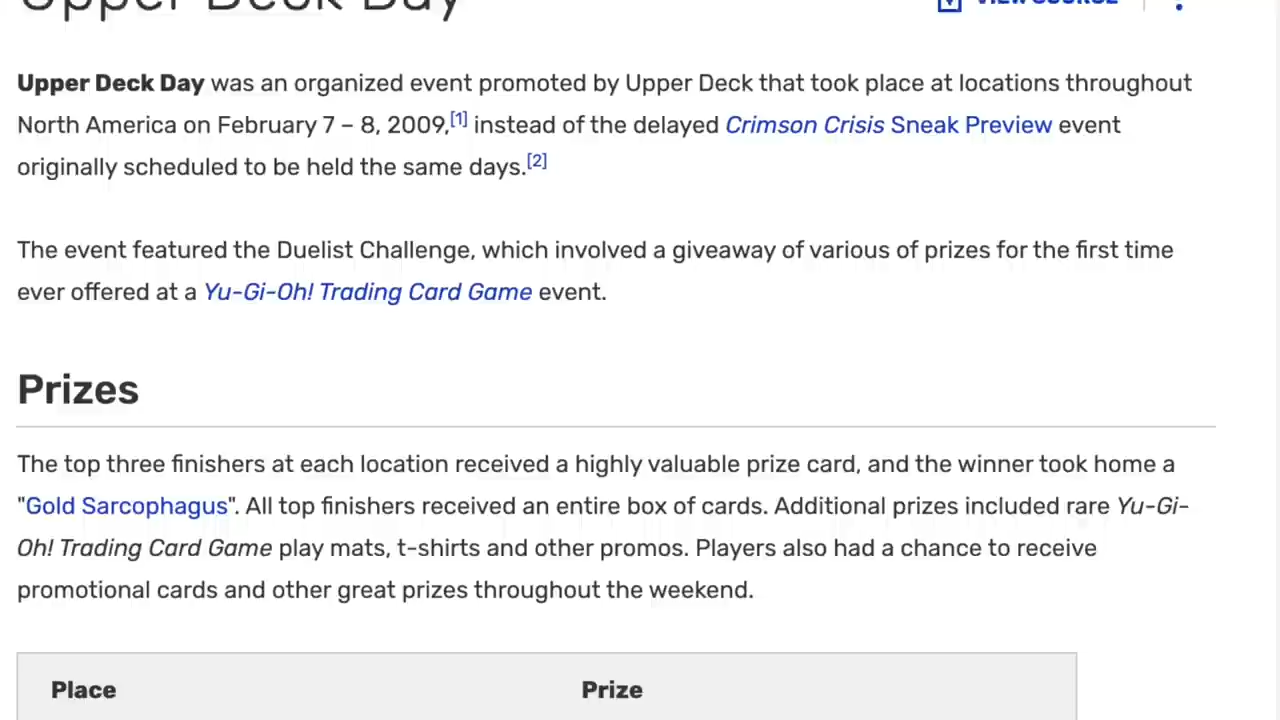 Upper Deck Day
VIEW SOURCE
Upper Deck Day was an organized event promoted by Upper Deck that took place at locations throughout
North America on February 7 – 8, 2009,[1] instead of the delayed Crimson Crisis Sneak Preview event
originally scheduled to be held the same days.[2]
The event featured the Duelist Challenge, which involved a giveaway of various of prizes for the first time
ever offered at a Yu-Gi-Oh! Trading Card Game event.
Prizes
The top three finishers at each location received a highly valuable prize card, and the winner took home a
"Gold Sarcophagus". All top finishers received an entire box of cards. Additional prizes included rare Yu-Gi-
Oh! Trading Card Game play mats, t-shirts and other promos. Players also had a chance to receive
promotional cards and other great prizes throughout the weekend.
Place Prize